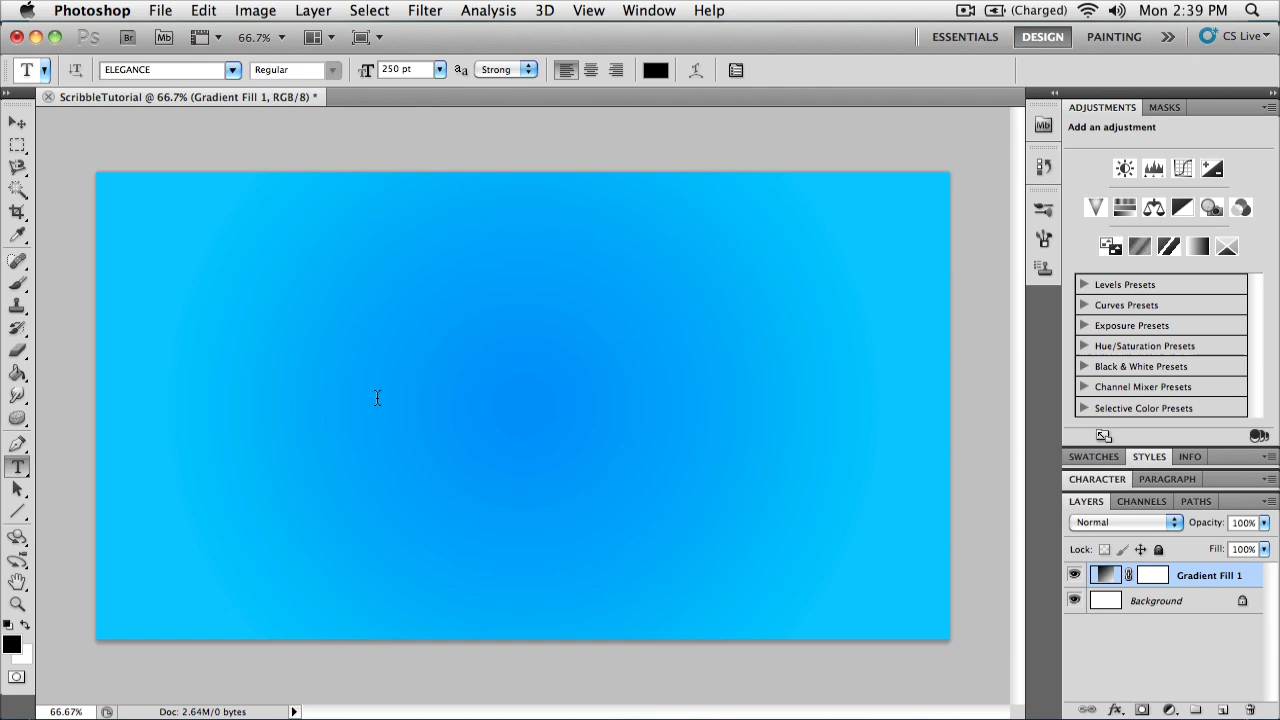 Photoshop File Edit Image Layer Select Filter Analysis 3D View Window Help (Charged) Mon 2:39 PM
Ps Br Mb 66.7% ESSENTIALS DESIGN PAINTING CS Live
T T ELEGANCE Regular T 250 pt aa Strong
ScribbleTutorial @ 66.7% (Gradient Fill 1, RGB/8) *
Mb
ADJUSTMENTS MASKS
Add an adjustment
Levels Presets
Curves Presets
Exposure Presets
Hue/Saturation Presets
Black & White Presets
Channel Mixer Presets
Selective Color Presets
SWATCHES STYLES INFO
CHARACTER PARAGRAPH
LAYERS CHANNELS PATHS
Normal Opacity: 100%
Lock: Fill: 100%
Gradient Fill 1
Background
T
66.67% Doc: 2.64M/0 bytes
fx